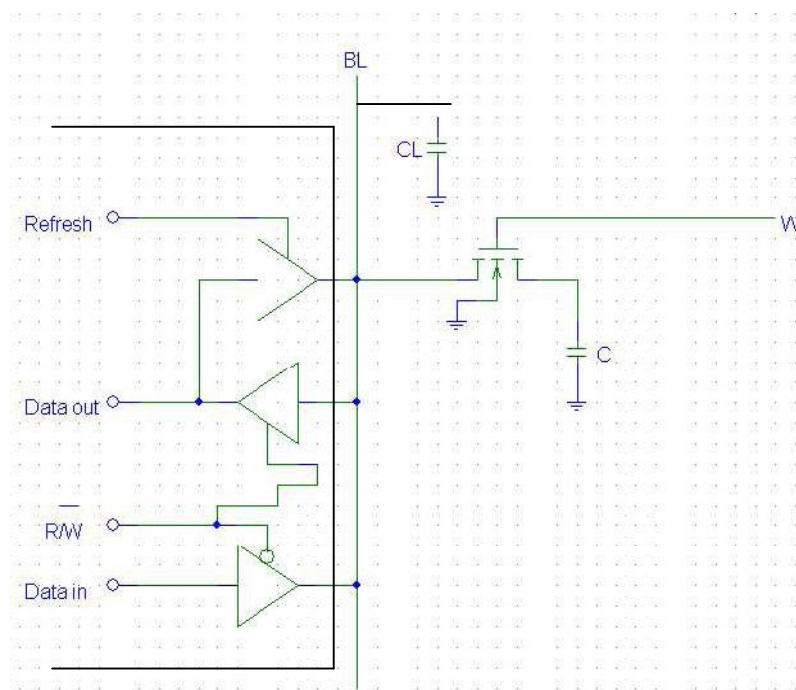 BL
CL
Refresh
W
C
Data out
R/W
Data in